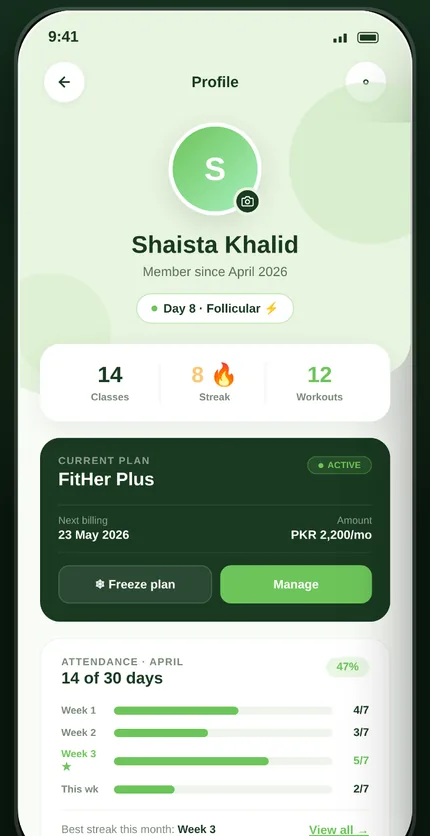 9:41
Profile
S
Shaista Khalid
Member since April 2026
Day 8 · Follicular ⚡
14
Classes
8 🔥
Streak
12
Workouts
CURRENT PLAN
FitHer Plus
ACTIVE
Next billing
23 May 2026
Amount
PKR 2,200/mo
❄ Freeze plan
Manage
ATTENDANCE · APRIL
14 of 30 days
47%
Week 1 4/7
Week 2 3/7
Week 3 ★ 5/7
This wk 2/7
Best streak this month: Week 3
View all →